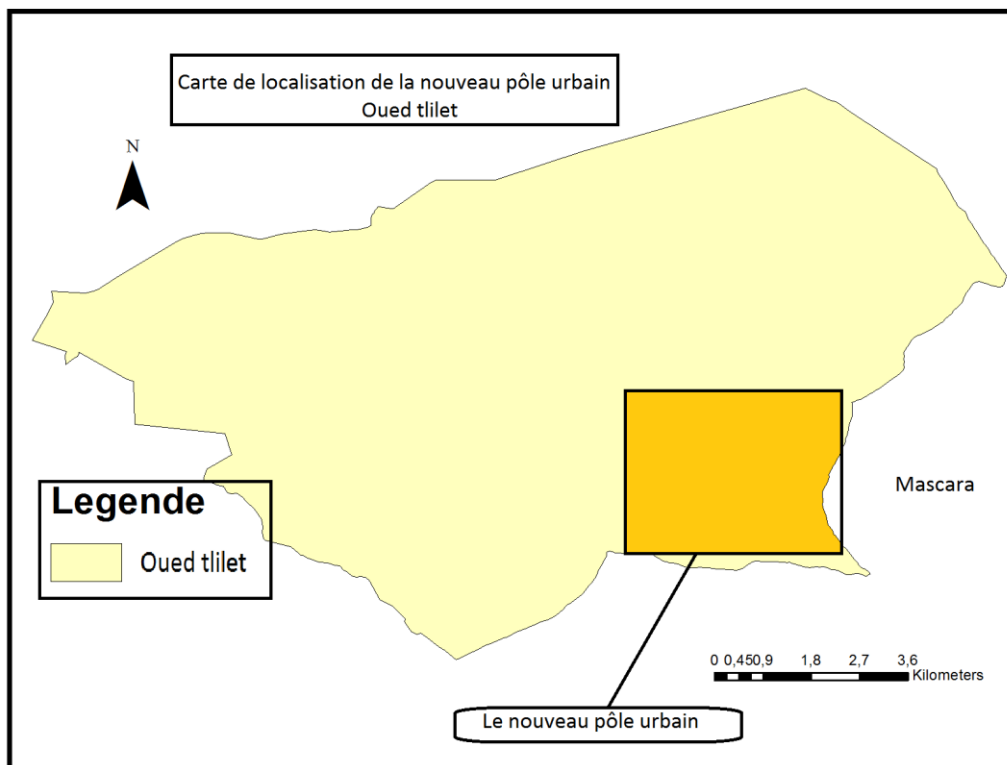 Carte de localisation de la nouveau pôle urbain
Oued tlilet
N
Legende
Oued tlilet
Mascara
0 0,450,9 1,8 2,7 3,6
Kilometers
Le nouveau pôle urbain